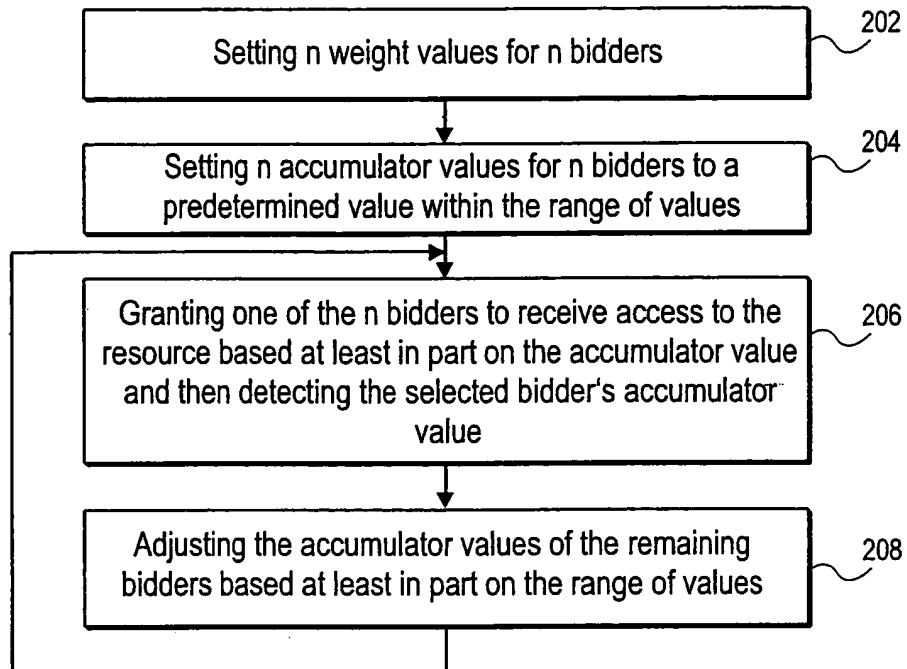 202
Setting n weight values for n bidders
204
Setting n accumulator values for n bidders to a
predetermined value within the range of values
206
Granting one of the n bidders to receive access to the
resource based at least in part on the accumulator value
and then detecting the selected bidder's accumulator
value
208
Adjusting the accumulator values of the remaining
bidders based at least in part on the range of values